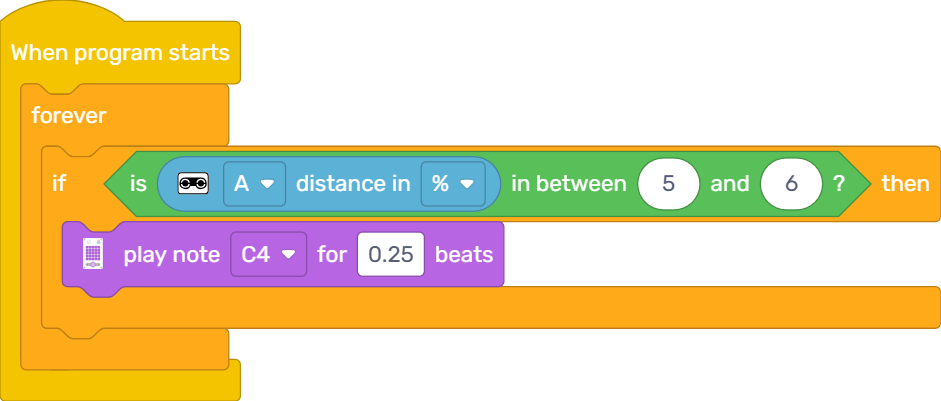 When program starts
forever
if is A distance in % in between 5 and 6 ? then
play note C4 for 0.25 beats